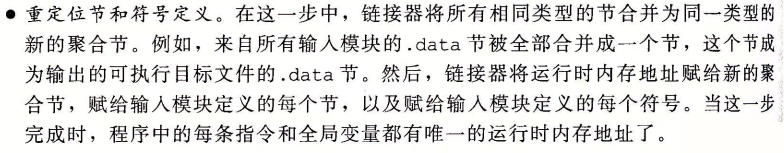 ● 重定位节和符号定义。在这一步中，链接器将所有相同类型的节合并为同一类型的
新的聚合节。例如，来自所有输入模块的.data 节被全部合并成一个节，这个节成
为输出的可执行目标文件的.data 节。然后，链接器将运行时内存地址赋给新的聚
合节，赋给输入模块定义的每个节，以及赋给输入模块定义的每个符号。当这一步
完成时，程序中的每条指令和全局变量都有唯一的运行时内存地址了。